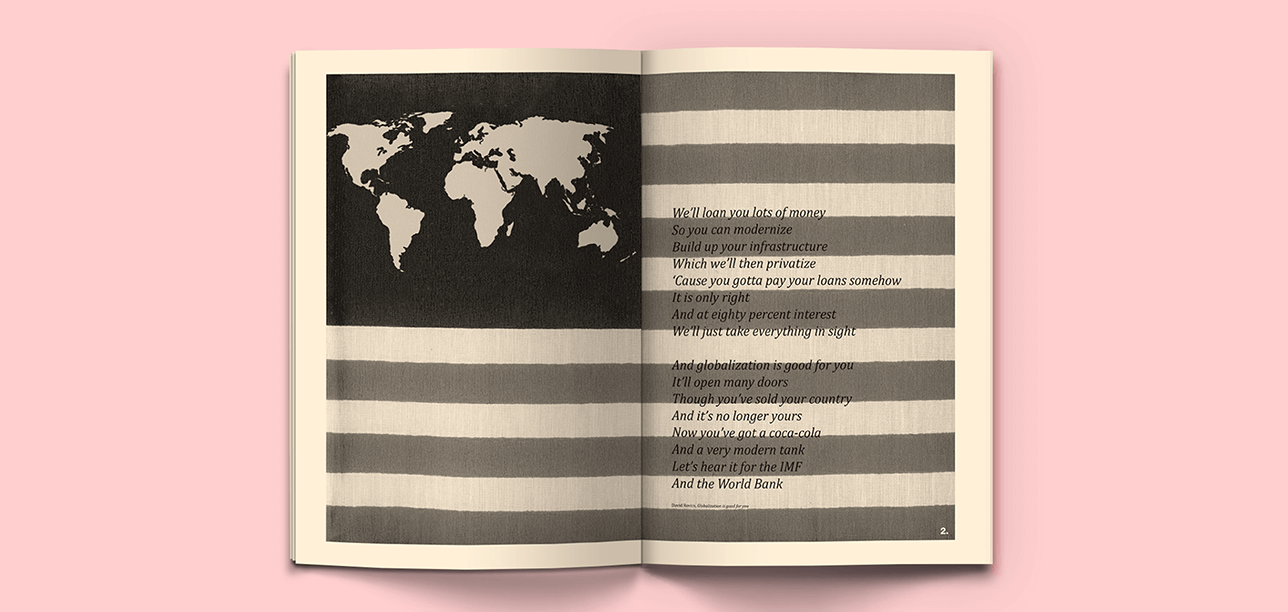 We'll loan you lots of money
So you can modernize
Build up your infrastructure
Which we'll then privatize
‘Cause you gotta pay your loans somehow
It is only right
And at eighty percent interest
We'll just take everything in sight
And globalization is good for you
It'll open many doors
Though you've sold your country
And it's no longer yours
Now you've got a coca-cola
And a very modern tank
Let's hear it for the IMF
And the World Bank
David Rovics, Globalization is good for you
2.